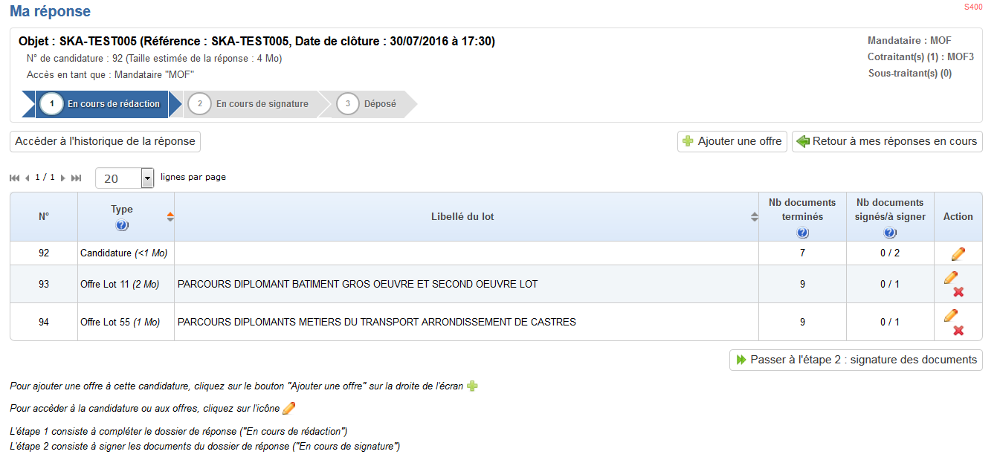 Ma réponse
S400
Objet : SKA-TEST005 (Référence : SKA-TEST005, Date de clôture : 30/07/2016 à 17:30)
Mandataire : MOF
N° de candidature : 92 (Taille estimée de la réponse : 4 Mo)
Cotraitant(s) (1) : MOF3
Accès en tant que : Mandataire "MOF"
Sous-traitant(s) (0)
1 En cours de rédaction 2 En cours de signature 3 Déposé
Accéder à l'historique de la réponse
Ajouter une offre
Retour à mes réponses en cours
1 / 1 20 lignes par page
N° Type Libellé du lot Nb documents terminés Nb documents signés/à signer Action
92 Candidature (<1 Mo) 7 0 / 2
93 Offre Lot 11 (2 Mo) PARCOURS DIPLOMANT BATIMENT GROS OEUVRE ET SECOND OEUVRE LOT 9 0 / 1
94 Offre Lot 55 (1 Mo) PARCOURS DIPLOMANTS METIERS DU TRANSPORT ARRONDISSEMENT DE CASTRES 9 0 / 1
Passer à l'étape 2 : signature des documents
Pour ajouter une offre à cette candidature, cliquez sur le bouton "Ajouter une offre" sur la droite de l'écran
Pour accèder à la candidature ou aux offres, cliquez sur l'icône
L'étape 1 consiste à compléter le dossier de réponse ("En cours de rédaction")
L'étape 2 consiste à signer les documents du dossier de réponse ("En cours de signature")